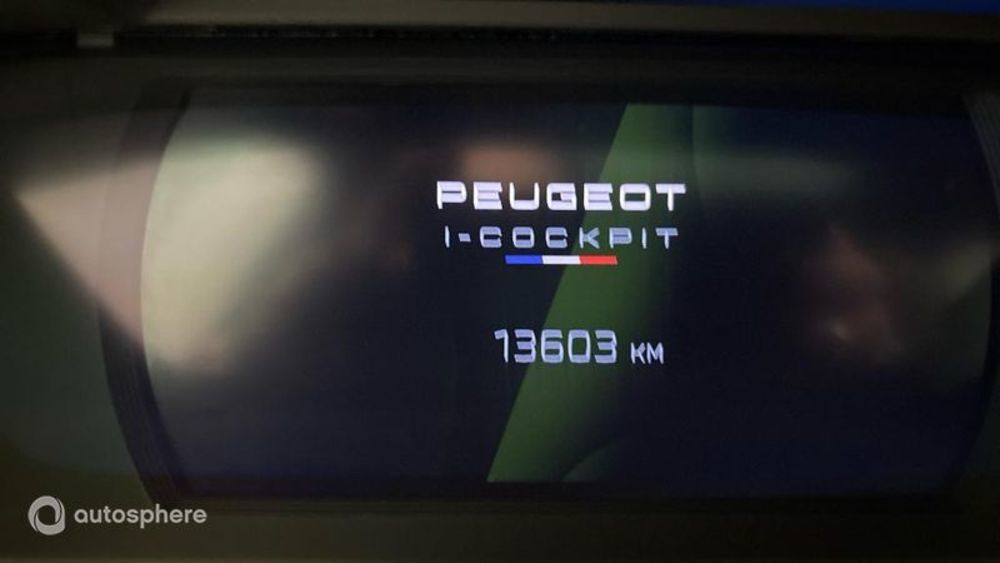 PEUGEOT
i-COCKPIT
13603 KM
autosphere